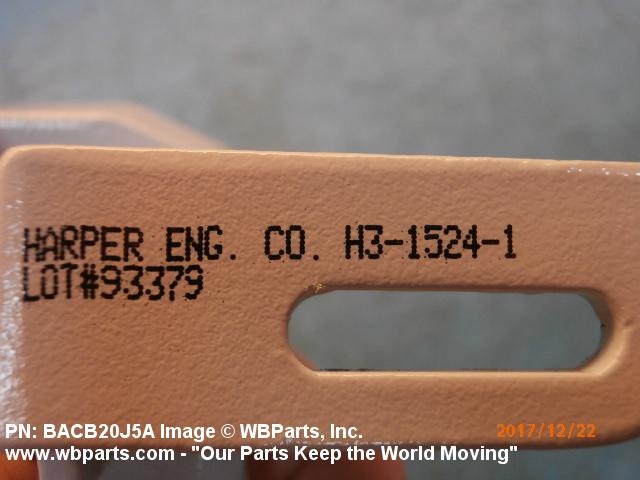 HARPER ENG. CO. H3-1524-1
LOT#93379
PN: BACB20J5A Image © WBParts, Inc.
2017/12/22
www.wbparts.com - "Our Parts Keep the World Moving"